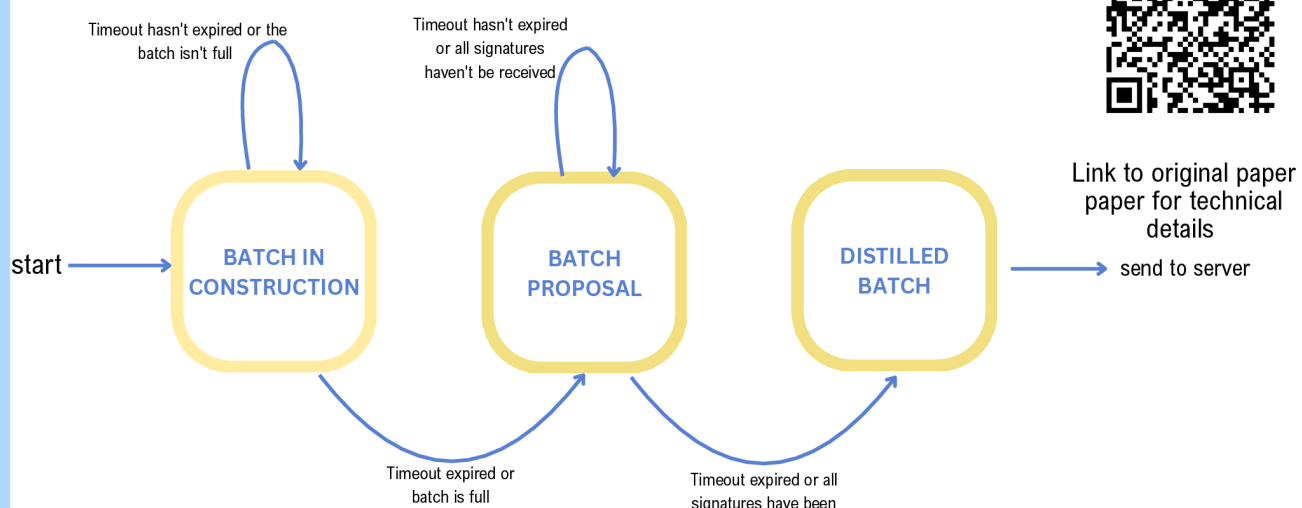 Timeout hasn't expired or the
batch isn't full
Timeout hasn't expired
or all signatures
haven't be received
Link to original paper
paper for technical
details
start
BATCH IN
CONSTRUCTION
BATCH
PROPOSAL
DISTILLED
BATCH
send to server
Timeout expired or
batch is full
Timeout expired or all
signatures have been